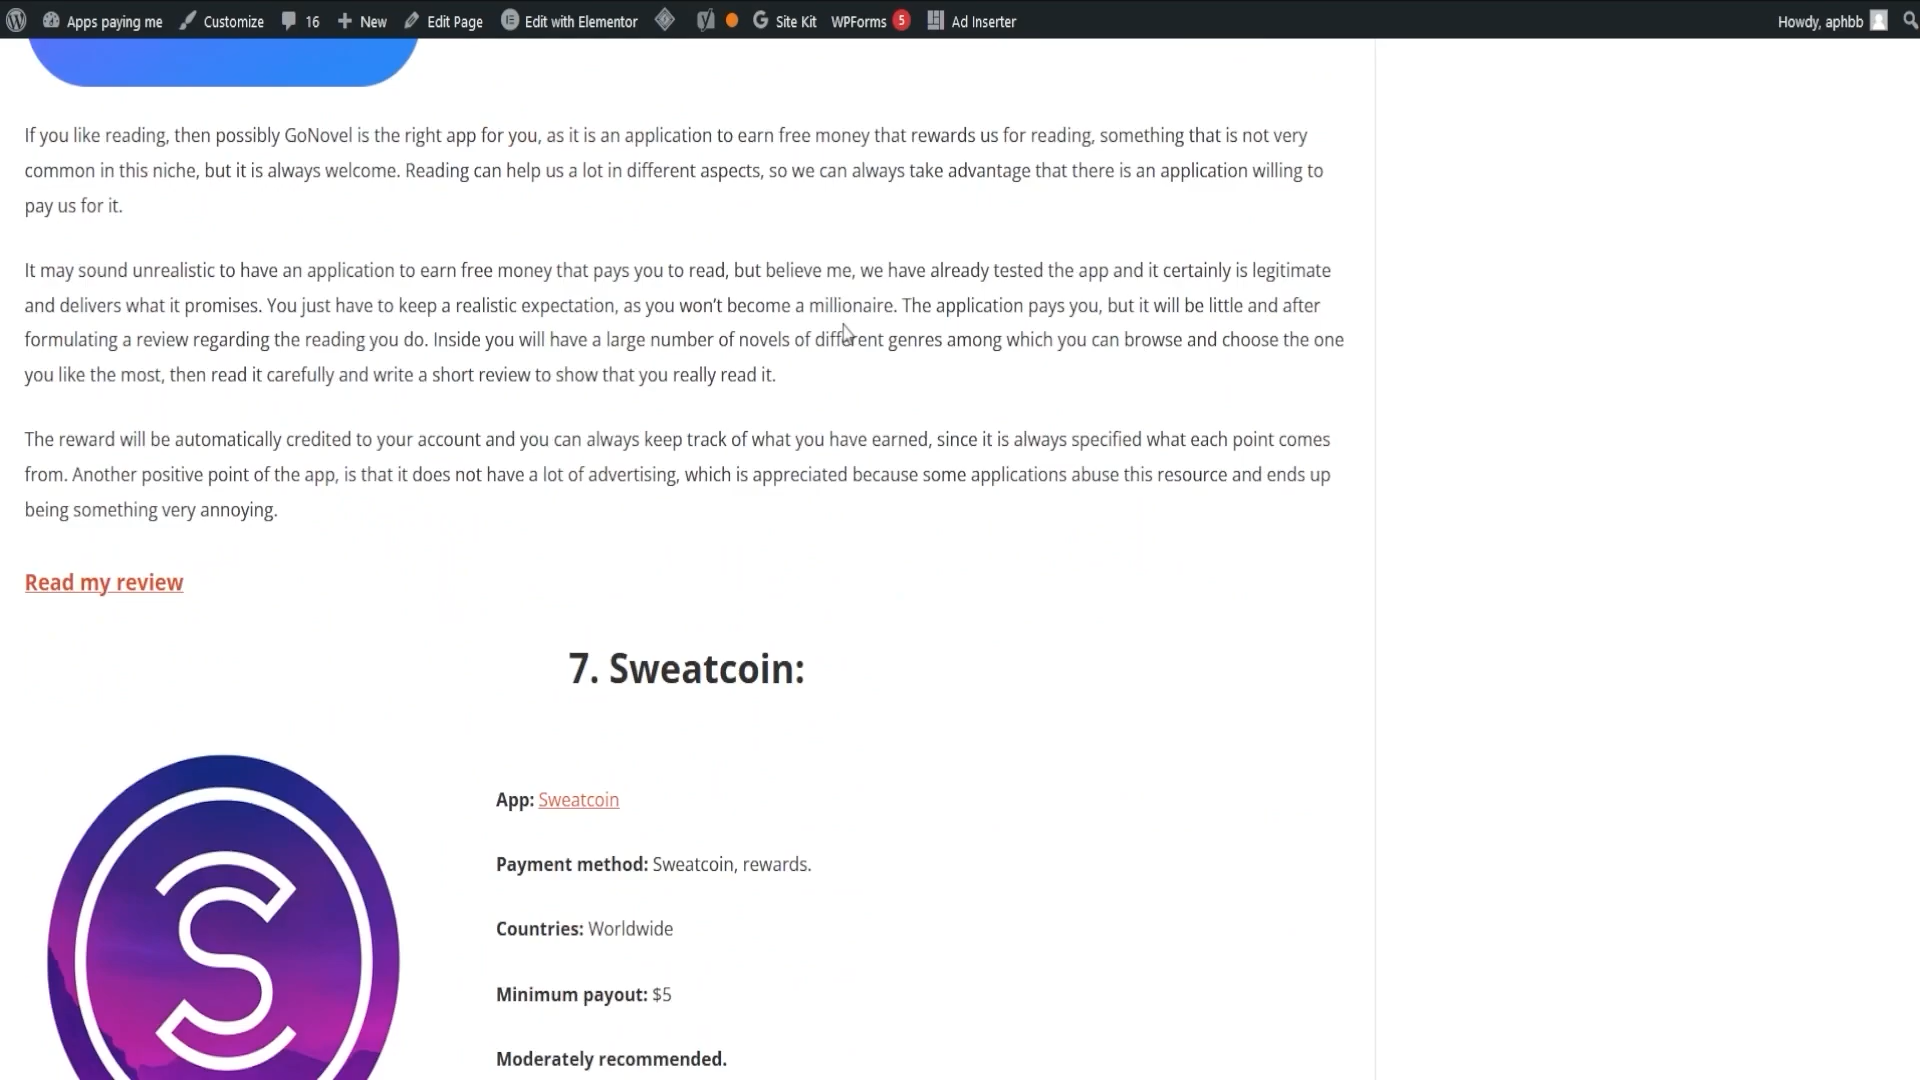 Apps paying me Customize 16 New Edit Page Edit with Elementor Site Kit WPForms 5 Ad Inserter Howdy, aphbb
If you like reading, then possibly GoNovel is the right app for you, as it is an application to earn free money that rewards us for reading, something that is not very
common in this niche, but it is always welcome. Reading can help us a lot in different aspects, so we can always take advantage that there is an application willing to
pay us for it.
It may sound unrealistic to have an application to earn free money that pays you to read, but believe me, we have already tested the app and it certainly is legitimate
and delivers what it promises. You just have to keep a realistic expectation, as you won't become a millionaire. The application pays you, but it will be little and after
formulating a review regarding the reading you do. Inside you will have a large number of novels of different genres among which you can browse and choose the one
you like the most, then read it carefully and write a short review to show that you really read it.
The reward will be automatically credited to your account and you can always keep track of what you have earned, since it is always specified what each point comes
from. Another positive point of the app, is that it does not have a lot of advertising, which is appreciated because some applications abuse this resource and ends up
being something very annoying.
Read my review
7. Sweatcoin:
App: Sweatcoin
Payment method: Sweatcoin, rewards.
Countries: Worldwide
Minimum payout: $5
Moderately recommended.